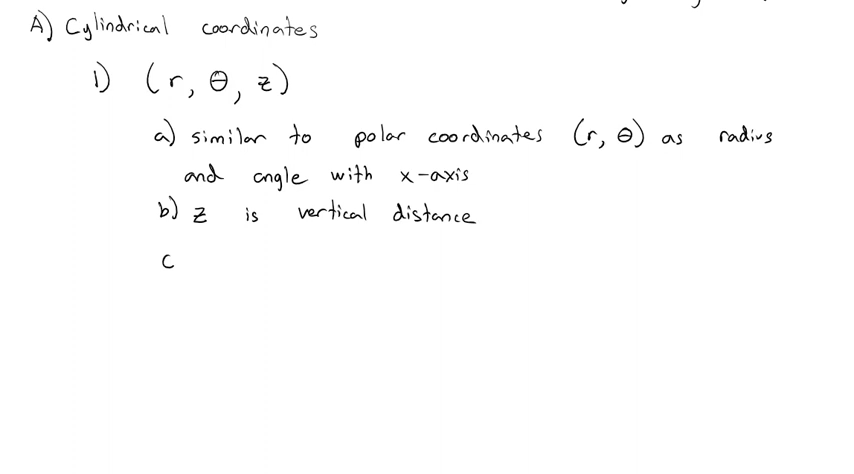 A) Cylindrical coordinates
1) (r, θ, z)
a) similar to polar coordinates (r, θ) as radius
and angle with x-axis
b) z is vertical distance
c